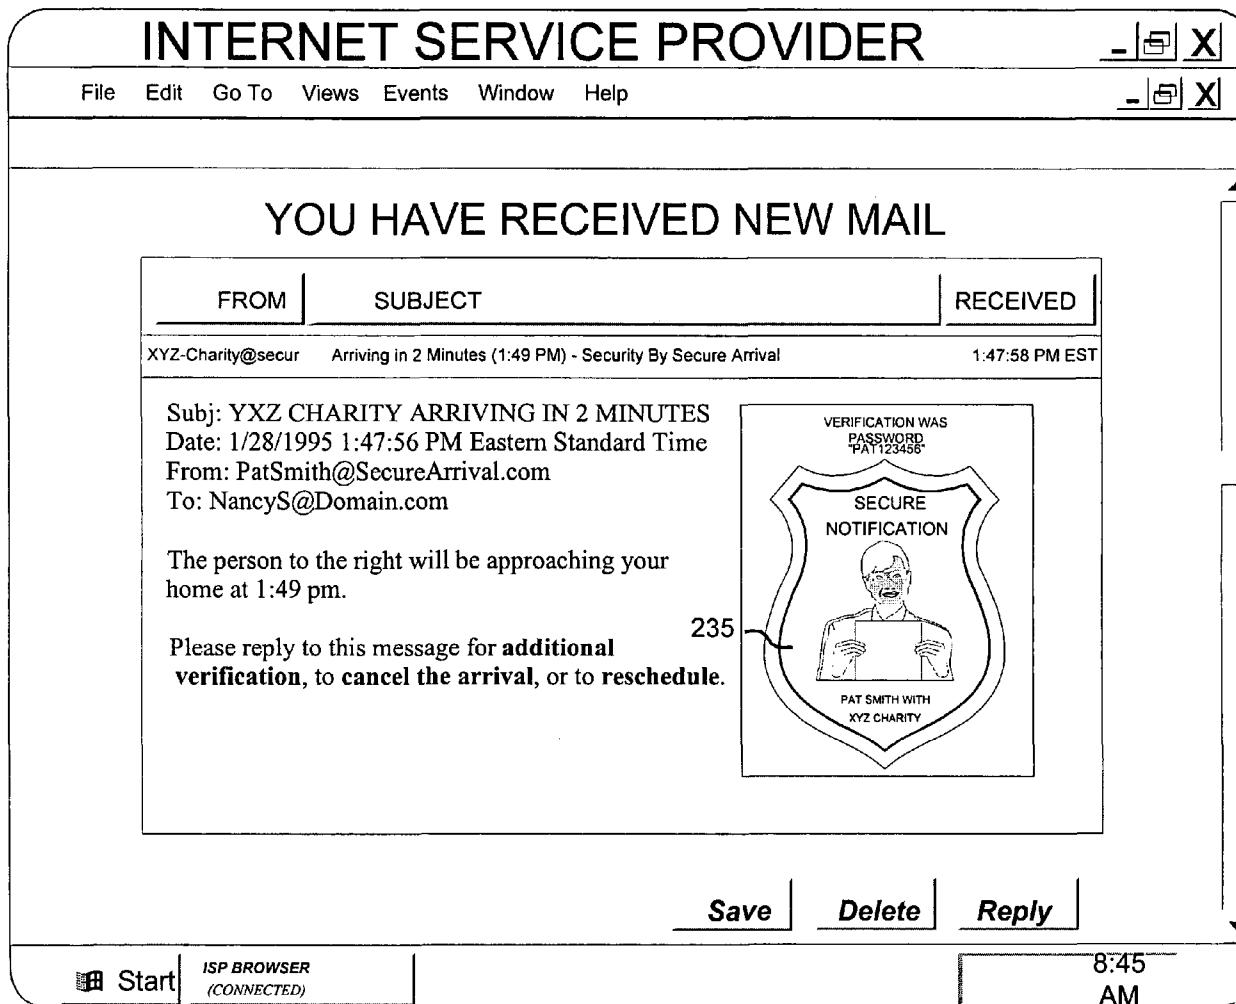 INTERNET SERVICE PROVIDER
File Edit Go To Views Events Window Help
YOU HAVE RECEIVED NEW MAIL
FROM SUBJECT RECEIVED
XYZ-Charity@secur Arriving in 2 Minutes (1:49 PM) - Security By Secure Arrival 1:47:58 PM EST
Subj: YXZ CHARITY ARRIVING IN 2 MINUTES
Date: 1/28/1995 1:47:56 PM Eastern Standard Time
From: PatSmith@SecureArrival.com
To: NancyS@Domain.com
The person to the right will be approaching your
home at 1:49 pm.
Please reply to this message for additional
verification, to cancel the arrival, or to reschedule.
VERIFICATION WAS
PASSWORD
"PAT123456"
SECURE
NOTIFICATION
235
PAT SMITH WITH
XYZ CHARITY
Save Delete Reply
Start ISP BROWSER
(CONNECTED)
8:45
AM